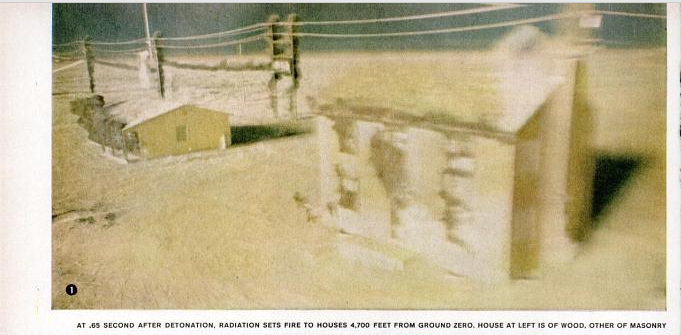 1
AT .65 SECOND AFTER DETONATION, RADIATION SETS FIRE TO HOUSES 4,700 FEET FROM GROUND ZERO. HOUSE AT LEFT IS OF WOOD, OTHER OF MASONRY